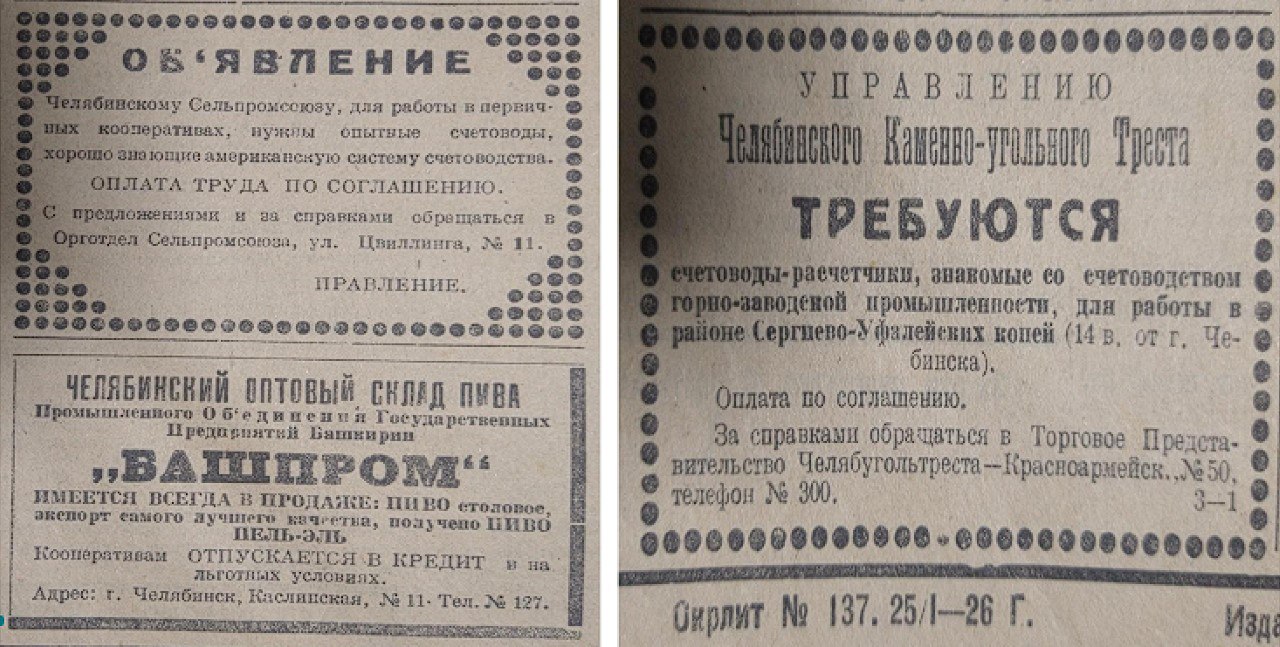 ОБ‘ЯВЛЕНИЕ
Челябинскому Сельпромсоюзу, для работы в первич-
ных кооперативах, нужны опытные счетоводы,
хорошо знающие американскую систему счетоводства.
ОПЛАТА ТРУДА ПО СОГЛАШЕНИЮ.
С предложениями и за справками обращаться в
Орготдел Сельпромсоюза, ул. Цвиллинга, № 11.
ПРАВЛЕНИЕ.
ЧЕЛЯБИНСКИЙ ОПТОВЫЙ СКЛАД ПИВА
Промышленного Об‘единения Государственных
Предприятий Башкирии
„БАШПРОМ“
ИМЕЕТСЯ ВСЕГДА В ПРОДАЖЕ: ПИВО столовое,
экспорт самого лучшего качества, получено ПИВО
ПЕЛЬ-ЭЛЬ
Кооперативам ОТПУСКАЕТСЯ В КРЕДИТ и на
льготных условиях.
Адрес: г. Челябинск, Каслинская, № 11- Тел. № 127.
УПРАВЛЕНИЮ
Челябинского Каменно-угольного Треста
ТРЕБУЮТСЯ
счетоводы-расчетчики, знакомые со счетоводством
горно-заводской промышленности, для работы в
районе Сергиево-Уфалейских копей (14 в. от г. Че-
бинска).
Оплата по соглашению.
За справками обращаться в Торговое Предста-
вительство Челябугольтреста—Красноармейск., № 50,
телефон № 300.
3—1
Окрлит № 137. 25/I—26 Г.
Изда